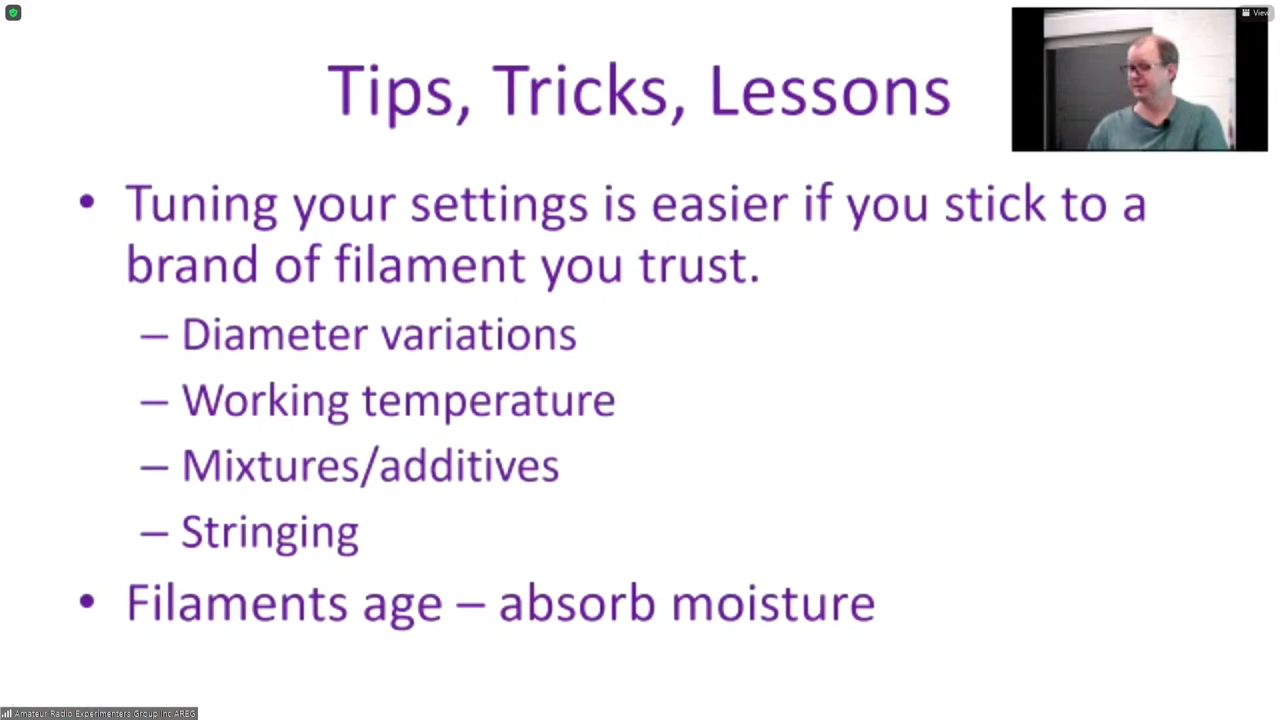 View
Tips, Tricks, Lessons
• Tuning your settings is easier if you stick to a
brand of filament you trust.
– Diameter variations
– Working temperature
– Mixtures/additives
– Stringing
• Filaments age – absorb moisture
Amateur Radio Experimenters Group Inc AREG